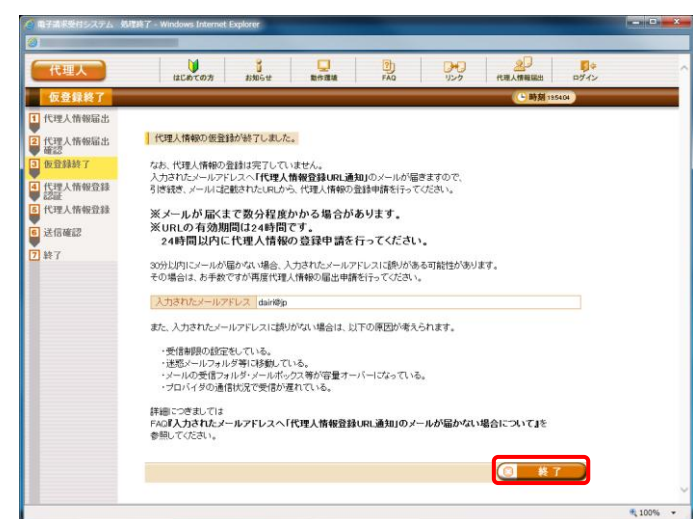 電子請求受付システム 処理終了 - Windows Internet Explorer
代理人
はじめての方 お知らせ 動作環境 FAQ リンク 代理人情報届出 ログイン
仮登録終了
時刻 19:54:04
1 代理人情報届出
2 代理人情報届出
確認
3 仮登録終了
4 代理人情報登録
認証
5 代理人情報登録
6 送信確認
7 終了
代理人情報の仮登録が終了しました。
なお、代理人情報の登録は完了していません。
入力されたメールアドレスへ「代理人情報登録URL通知」のメールが届きますので、
引き続き、メールに記載されたURLから、代理人情報の登録申請を行ってください。
※メールが届くまで数分程度かかる場合があります。
※URLの有効期間は24時間です。
24時間以内に代理人情報の登録申請を行ってください。
30分以内にメールが届かない場合、入力されたメールアドレスに誤りがある可能性があります。
その場合は、お手数ですが再度代理人情報の届出申請を行ってください。
入力されたメールアドレス dairi@jp
また、入力されたメールアドレスに誤りがない場合は、以下の原因が考えられます。
・受信制限の設定をしている。
・迷惑メールフォルダ等に移動している。
・メールの受信フォルダ・メールボックス等が容量オーバーになっている。
・プロバイダの通信状況で受信が遅れている。
詳細につきましては
FAQ『入力されたメールアドレスへ「代理人情報登録URL通知」のメールが届かない場合について』を
参照してください。
終了
100%